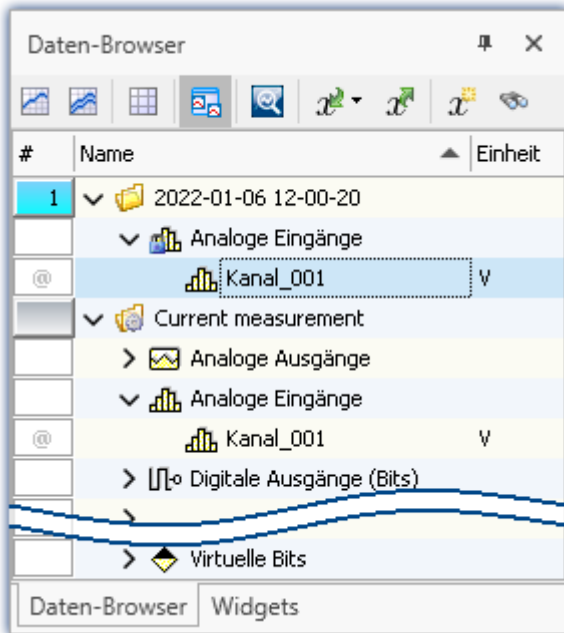 Daten-Browser
# Name Einheit
1 2022-01-06 12-00-20
Analoge Eingänge
@ Kanal_001 V
Current measurement
Analoge Ausgänge
Analoge Eingänge
@ Kanal_001 V
Digitale Ausgänge (Bits)
Virtuelle Bits
Daten-Browser Widgets